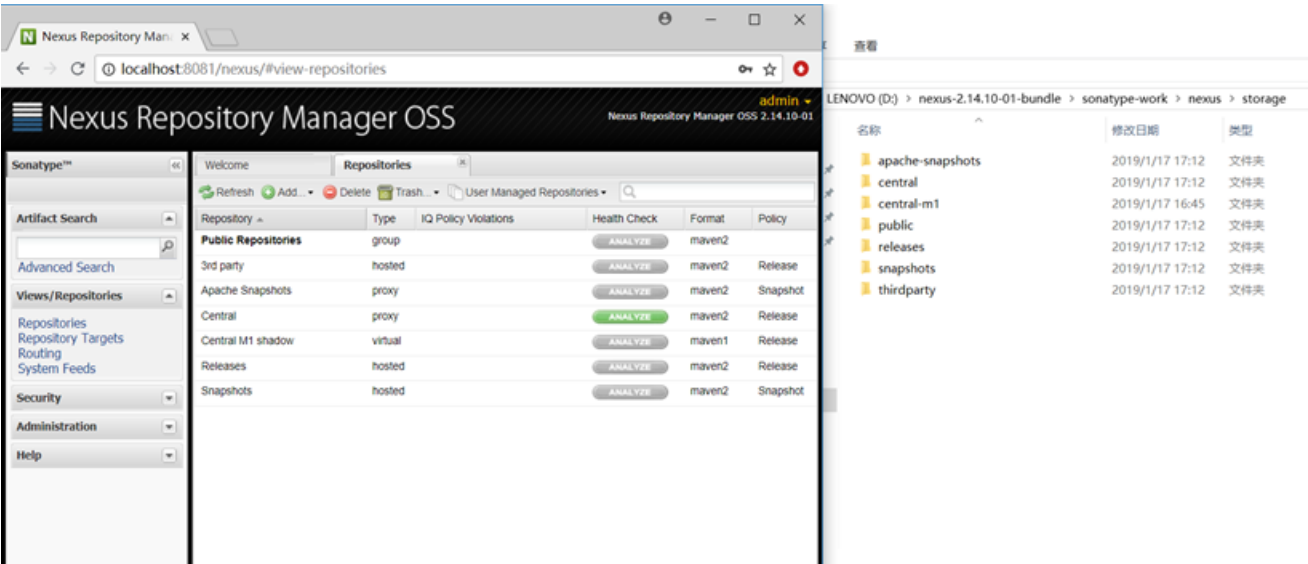 Nexus Repository Man
localhost:8081/nexus/#view-repositories
Nexus Repository Manager OSS
admin
Nexus Repository Manager OSS 2.14.10-01
Sonatype™
Welcome
Repositories
Refresh Add... Delete Trash... User Managed Repositories
Artifact Search
Advanced Search
Views/Repositories
Repositories
Repository Targets
Routing
System Feeds
Security
Administration
Help
Repository Type IQ Policy Violations Health Check Format Policy
Public Repositories group ANALYZE maven2
3rd party hosted ANALYZE maven2 Release
Apache Snapshots proxy ANALYZE maven2 Snapshot
Central proxy ANALYZE maven2 Release
Central M1 shadow virtual ANALYZE maven1 Release
Releases hosted ANALYZE maven2 Release
Snapshots hosted ANALYZE maven2 Snapshot
查看
LENOVO (D:) > nexus-2.14.10-01-bundle > sonatype-work > nexus > storage
名称 修改日期 类型
apache-snapshots 2019/1/17 17:12 文件夹
central 2019/1/17 17:12 文件夹
central-m1 2019/1/17 16:45 文件夹
public 2019/1/17 17:12 文件夹
releases 2019/1/17 17:12 文件夹
snapshots 2019/1/17 17:12 文件夹
thirdparty 2019/1/17 17:12 文件夹